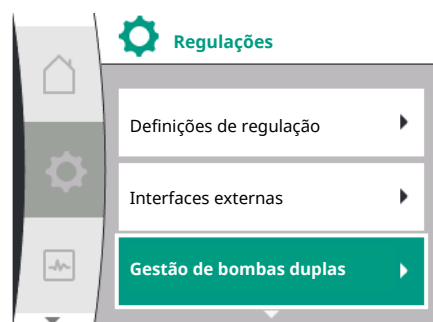 Regulações
Definições de regulação
Interfaces externas
Gestão de bombas duplas